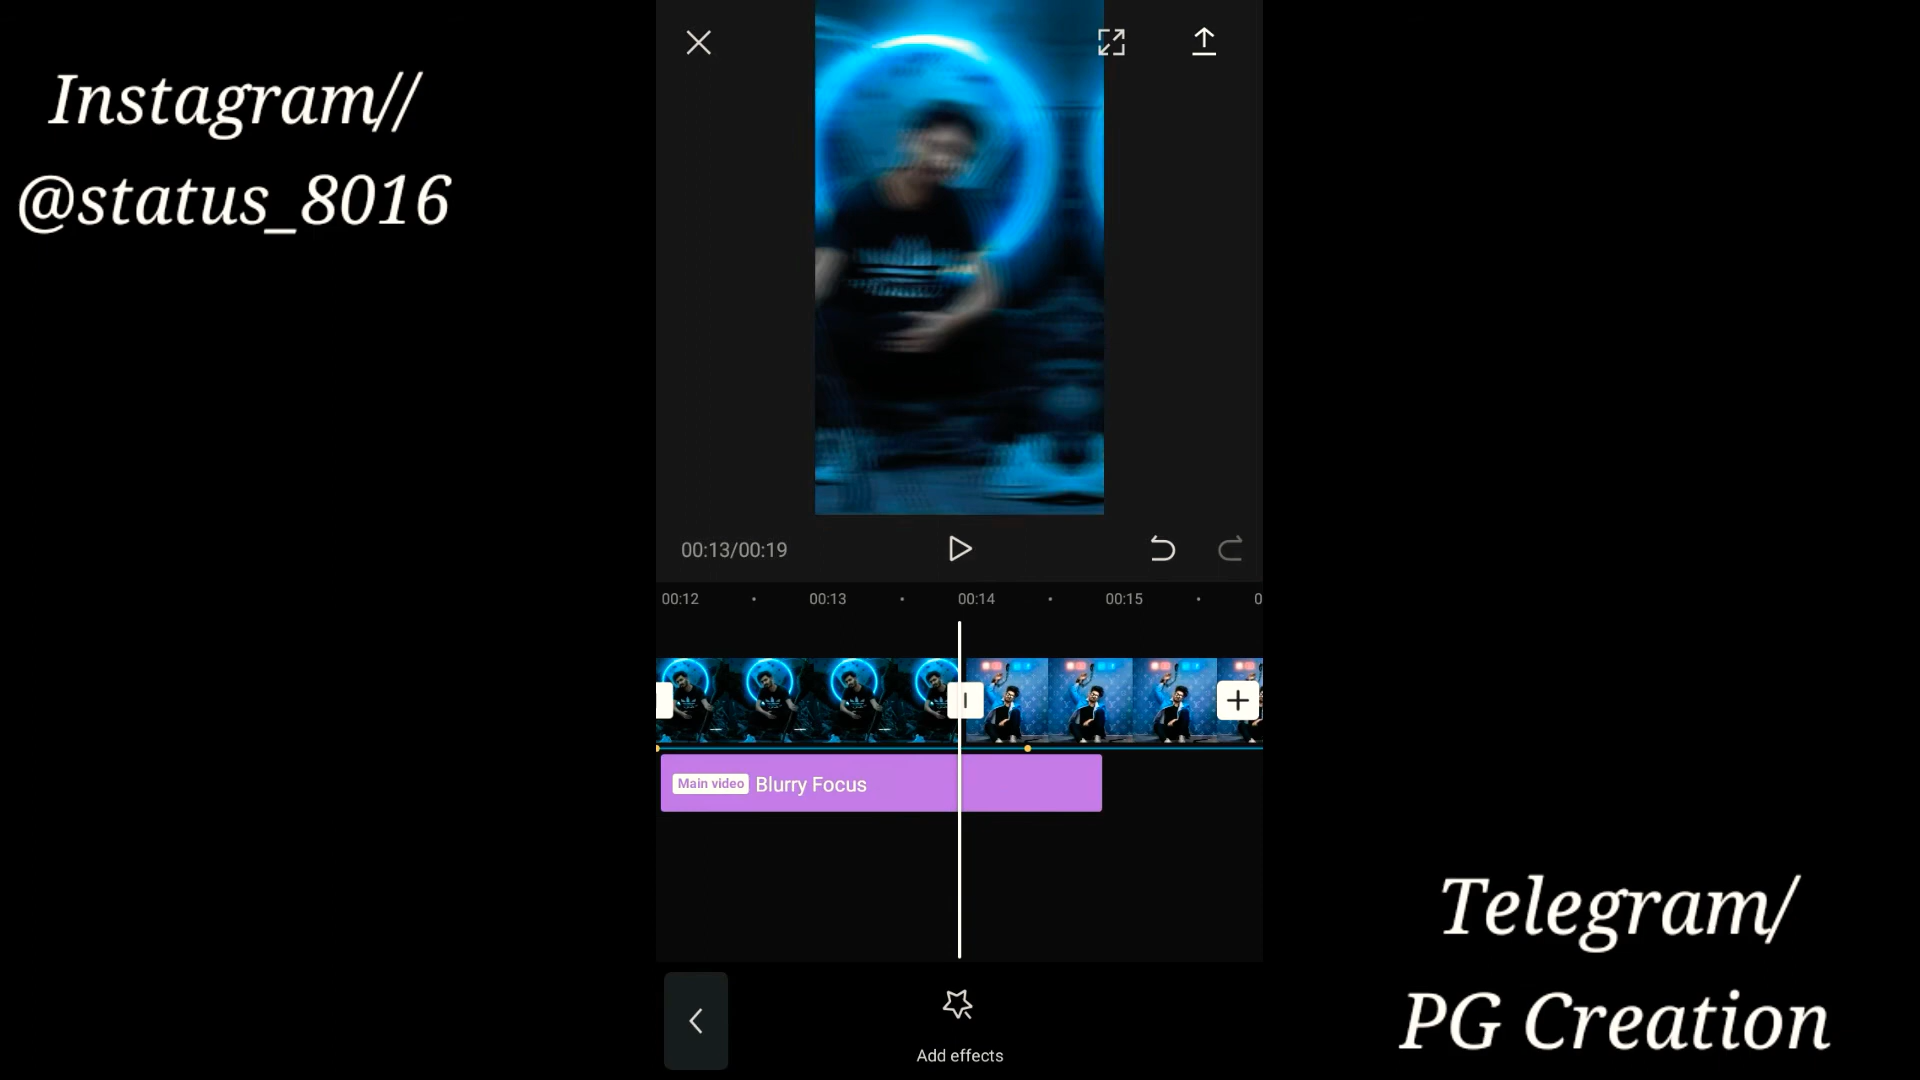 Instagram//
@status_8016
00:13/00:19
00:12
00:13
00:14
00:15
0
Main video Blurry Focus
Add effects
Telegram/
PG Creation